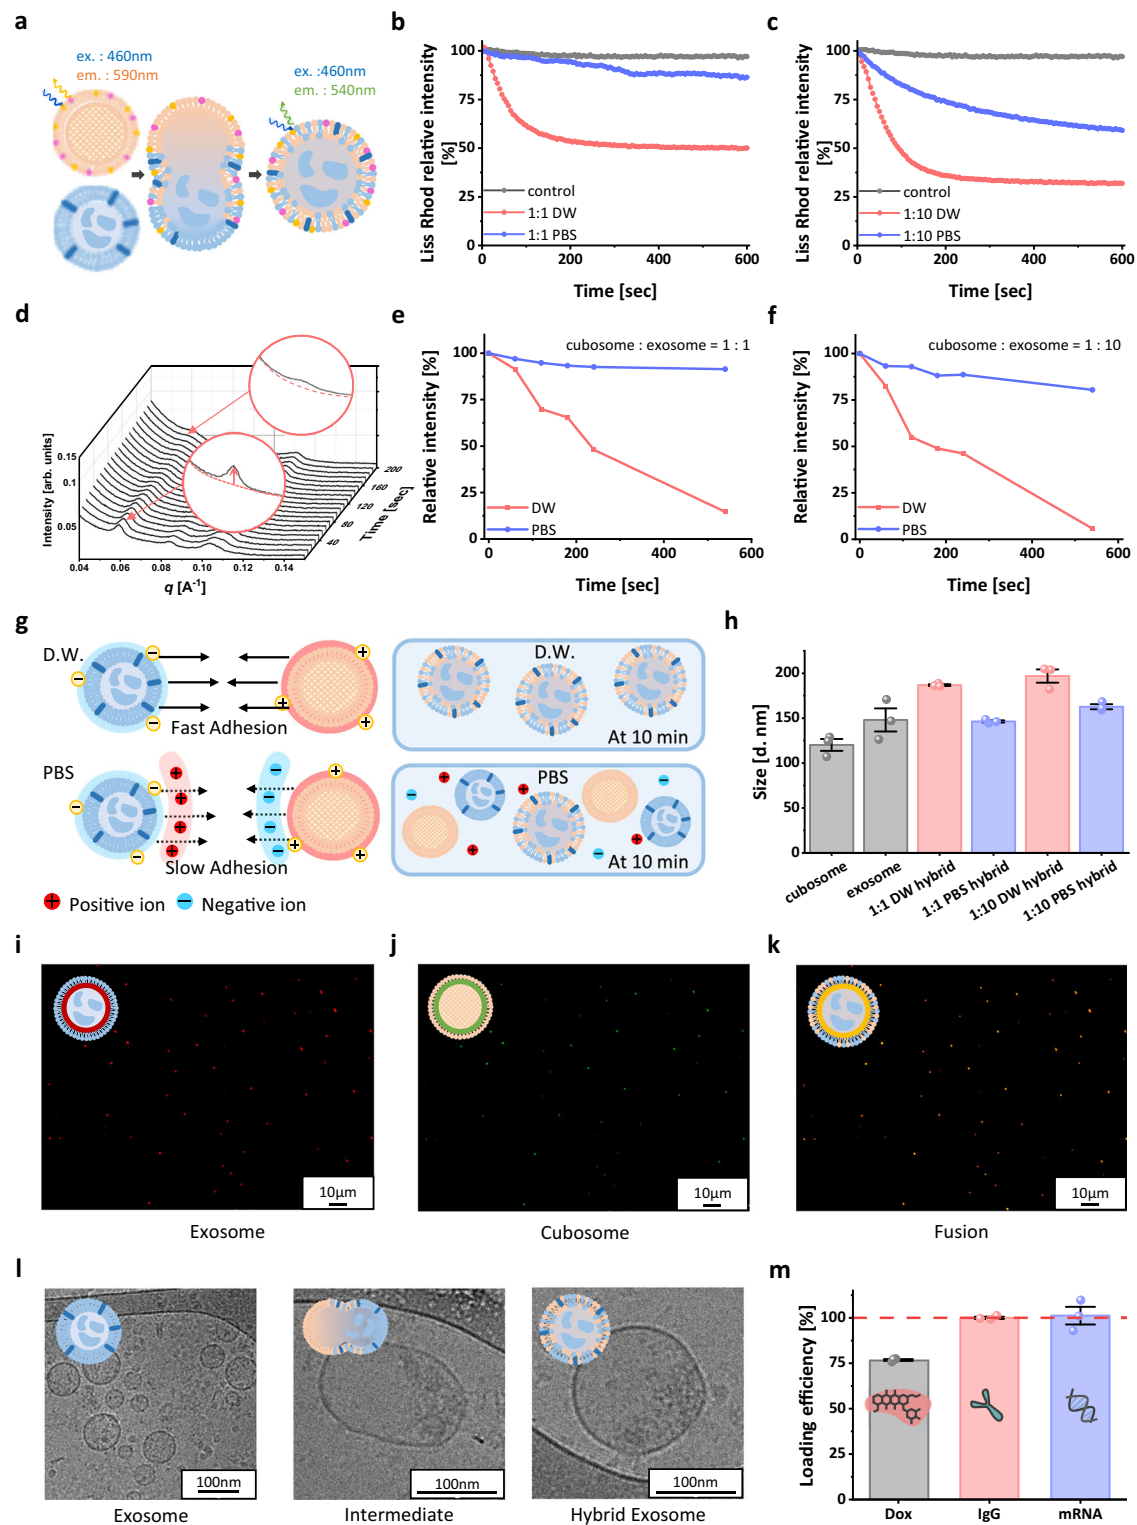 a
ex. : 460nm
em. : 590nm
ex. :460nm
em. : 540nm
b
Liss Rhod relative intensity
[%]
100
75
50
25
control
1:1 DW
1:1 PBS
0
200
400
600
Time [sec]
c
Liss Rhod relative intensity
[%]
100
75
50
25
control
1:10 DW
1:10 PBS
0
200
400
600
Time [sec]
d
Intensity [arb. units]
0.15
0.1
0.05
0.04
0.06
0.08
0.10
0.12
0.14
q [A⁻¹]
40
80
120
160
200
Time [sec]
e
cubosome : exosome = 1 : 1
Relative intensity [%]
100
75
50
25
0
DW
PBS
0
200
400
600
Time [sec]
f
cubosome : exosome = 1 : 10
Relative intensity [%]
100
75
50
25
0
DW
PBS
0
200
400
600
Time [sec]
g
D.W.
Fast Adhesion
D.W.
At 10 min
PBS
Slow Adhesion
PBS
At 10 min
Positive ion
Negative ion
h
Size [d. nm]
200
150
100
50
0
cubosome
exosome
1:1 DW hybrid
1:1 PBS hybrid
1:10 DW hybrid
1:10 PBS hybrid
i
10μm
Exosome
j
10μm
Cubosome
k
10μm
Fusion
l
100nm
Exosome
100nm
Intermediate
100nm
Hybrid Exosome
m
Loading efficiency [%]
100
75
50
25
0
Dox
IgG
mRNA